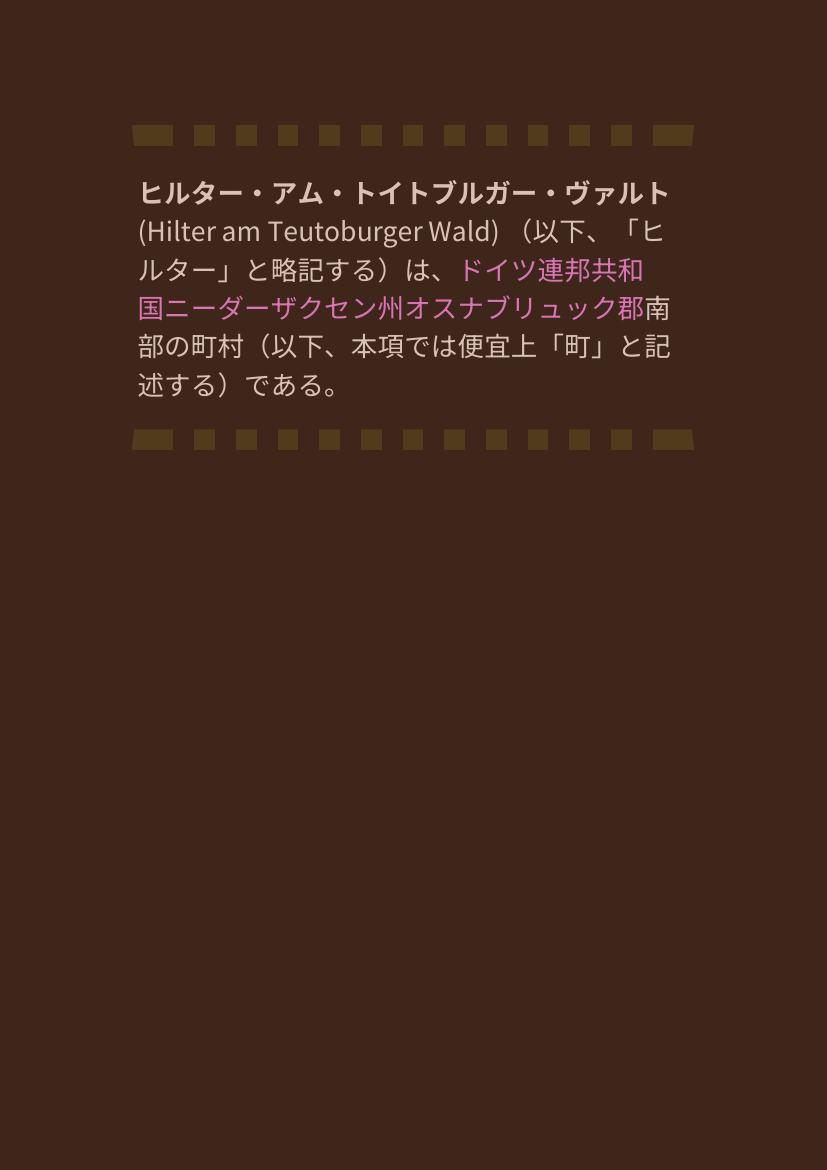 ヒルター・アム・トイトブルガー・ヴァルト
(Hilter am Teutoburger Wald) （以下、「ヒ
ルター」と略記する）は、ドイツ連邦共和
国ニーダーザクセン州オスナブリュック郡南
部の町村（以下、本項では便宜上「町」と記
述する）である。